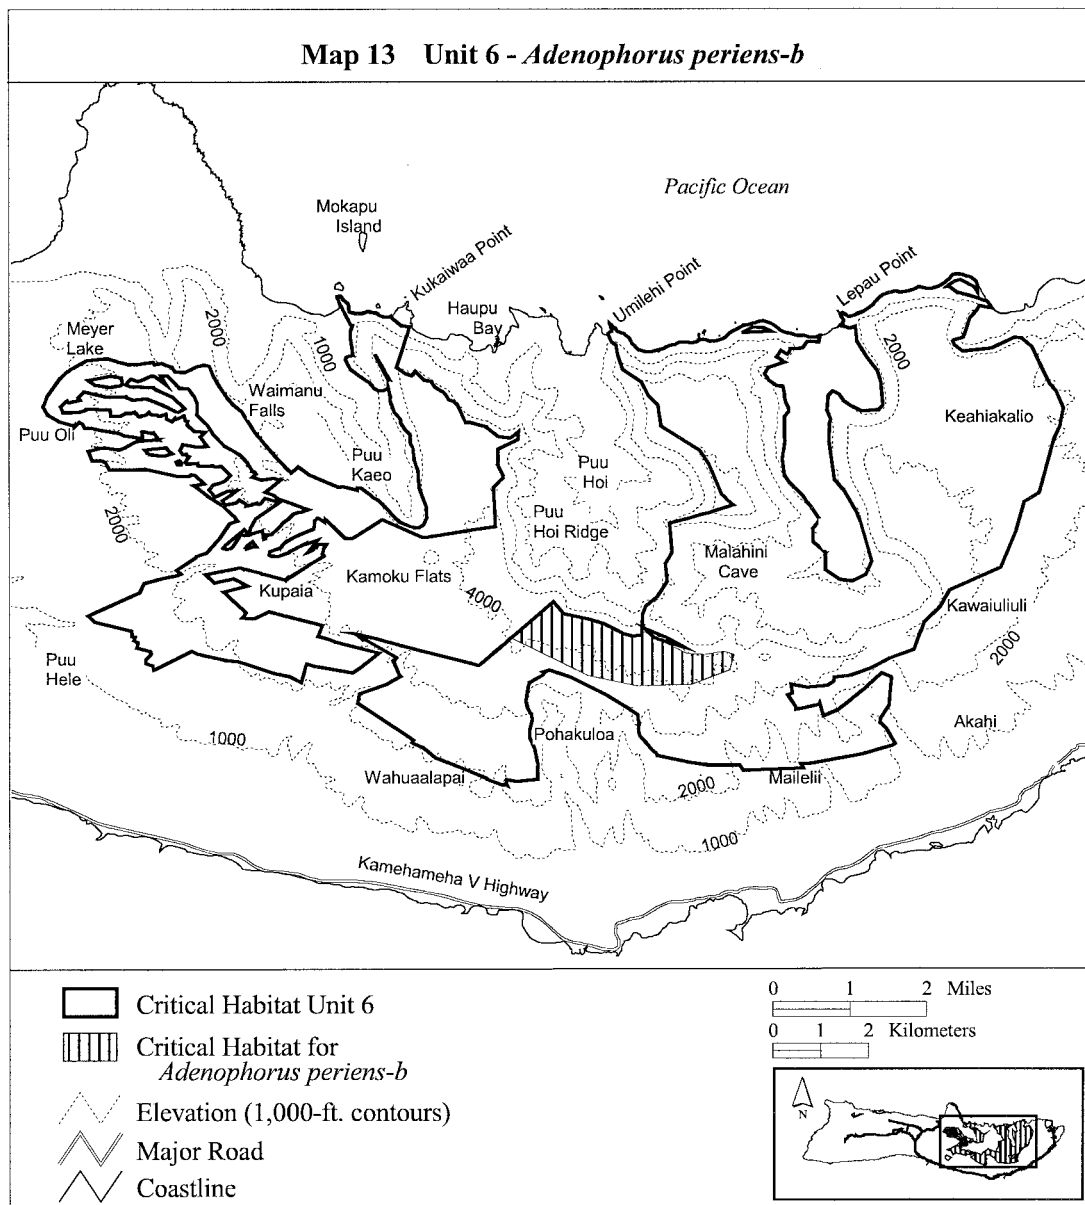 Map 13 Unit 6 - Adenophorus periens-b
Pacific Ocean
Mokapu
Island
Kukaiwaa Point
Haupu
Bay
Umilehi Point
Lepau Point
Meyer
Lake
2000
1000
2000
Waimanu
Falls
Keahiakalio
Puu Oli
Puu
Kaeo
Puu
Hoi
2000
Puu
Hoi Ridge
Malahini
Cave
Kamoku Flats
Kupaia
4000
Kawaiuliuli
2000
Puu
Hele
1000
Pohakuloa
Akahi
Wahuaalapai
2000
Mailelii
1000
Kamehameha V Highway
Critical Habitat Unit 6
Critical Habitat for
Adenophorus periens-b
Elevation (1,000-ft. contours)
Major Road
Coastline
0 1 2 Miles
0 1 2 Kilometers
N